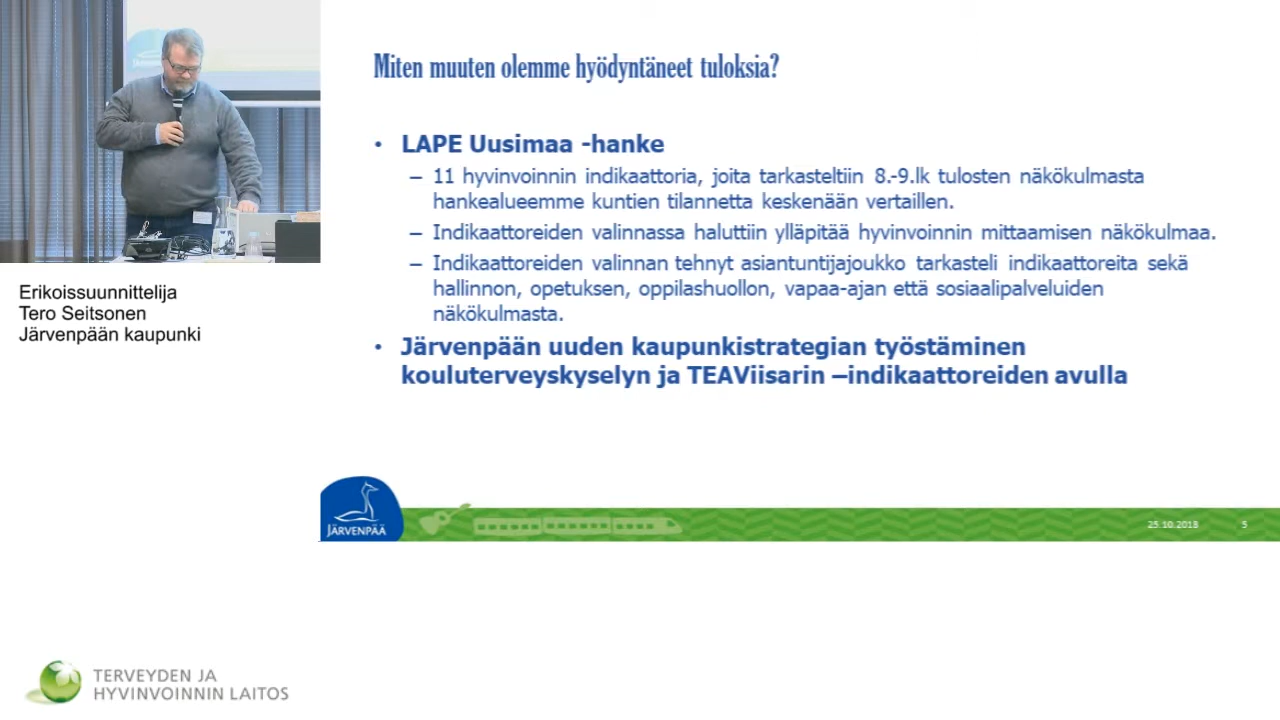 Miten muuten olemme hyödyntäneet tuloksia?
• LAPE Uusimaa -hanke
– 11 hyvinvoinnin indikaattoria, joita tarkasteltiin 8.-9.lk tulosten näkökulmasta
hankealueemme kuntien tilannetta keskenään vertaillen.
– Indikaattoreiden valinnassa haluttiin ylläpitää hyvinvoinnin mittaamisen näkökulmaa.
– Indikaattoreiden valinnan tehnyt asiantuntijajoukko tarkasteli indikaattoreita sekä
hallinnon, opetuksen, oppilashuollon, vapaa-ajan että sosiaalipalveluiden
näkökulmasta.
• Järvenpään uuden kaupunkistrategian työstäminen
kouluterveyskyselyn ja TEAViisarin –indikaattoreiden avulla
Erikoissuunnittelija
Tero Seitsonen
Järvenpään kaupunki
JÄRVENPÄÄ
25.10.2018 5
TERVEYDEN JA
HYVINVOINNIN LAITOS